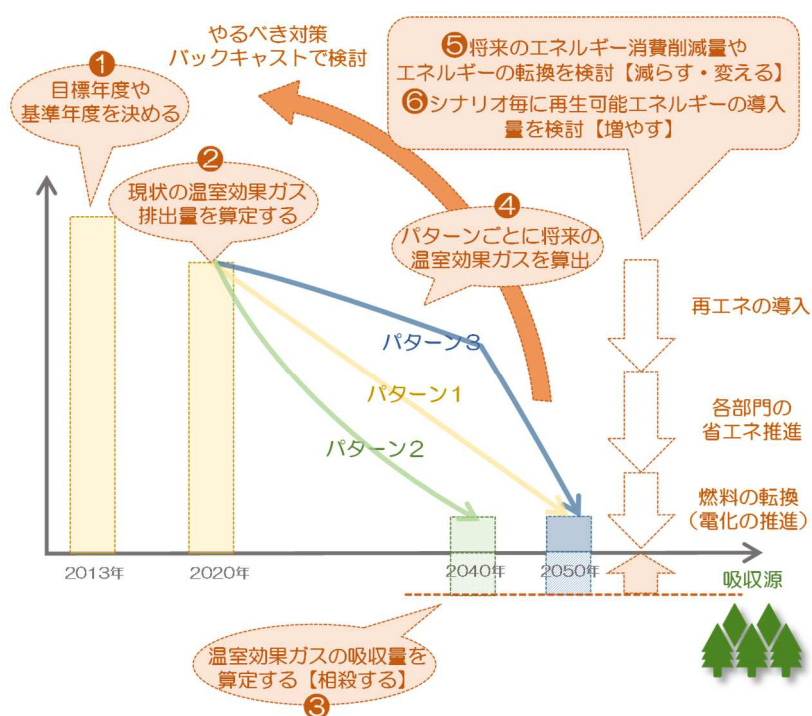 やるべき対策
バックキャストで検討
❶
目標年度や
基準年度を決める
❺将来のエネルギー消費削減量や
エネルギーの転換を検討【減らす・変える】
❻シナリオ毎に再生可能エネルギーの導入
量を検討【増やす】
❷
現状の温室効果ガス
排出量を算定する
❹
パターンごとに将来の
温室効果ガスを算出
パターン3
パターン1
パターン2
再エネの導入
各部門の
省エネ推進
燃料の転換
（電化の推進）
2013年
2020年
2040年
2050年
吸収源
温室効果ガスの吸収量を
算定する【相殺する】
❸